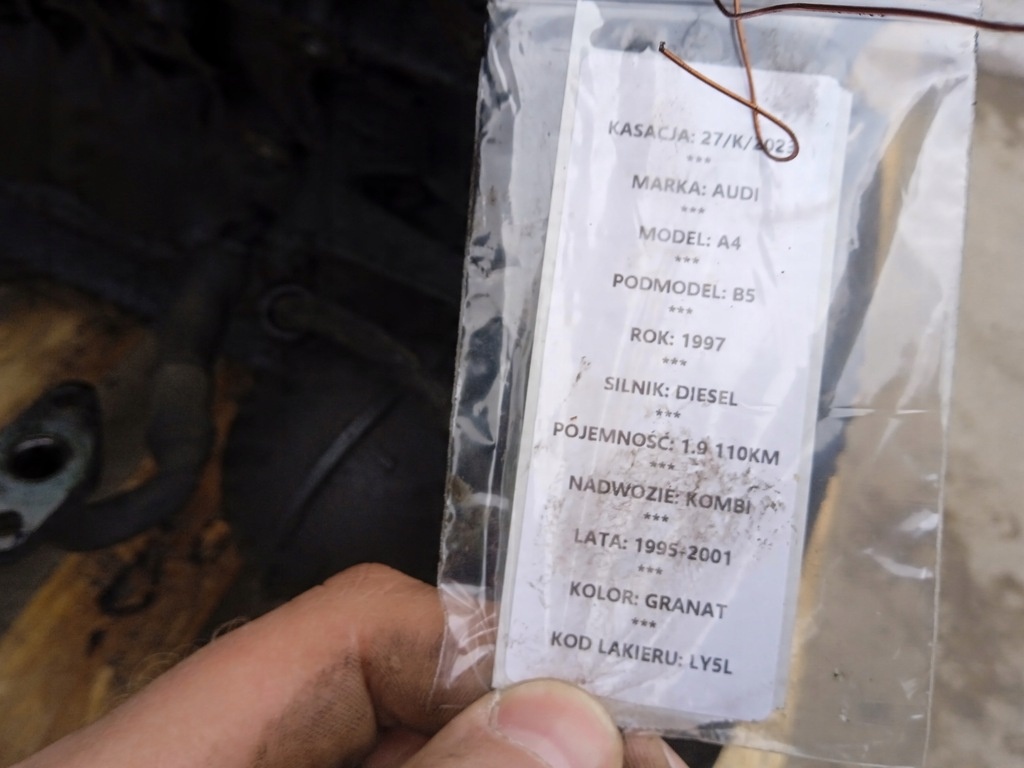 KASACJA: 27/K/2023
***
MARKA: AUDI
***
MODEL: A4
***
PODMODEL: B5
***
ROK: 1997
***
SILNIK: DIESEL
***
PÓJEMNOŚĆ: 1.9 110KM
***
NADWOZIE: KOMBI
***
LATA: 1995-2001
***
KOLOR: GRANAT
***
KOD LAKIERU: LY5L